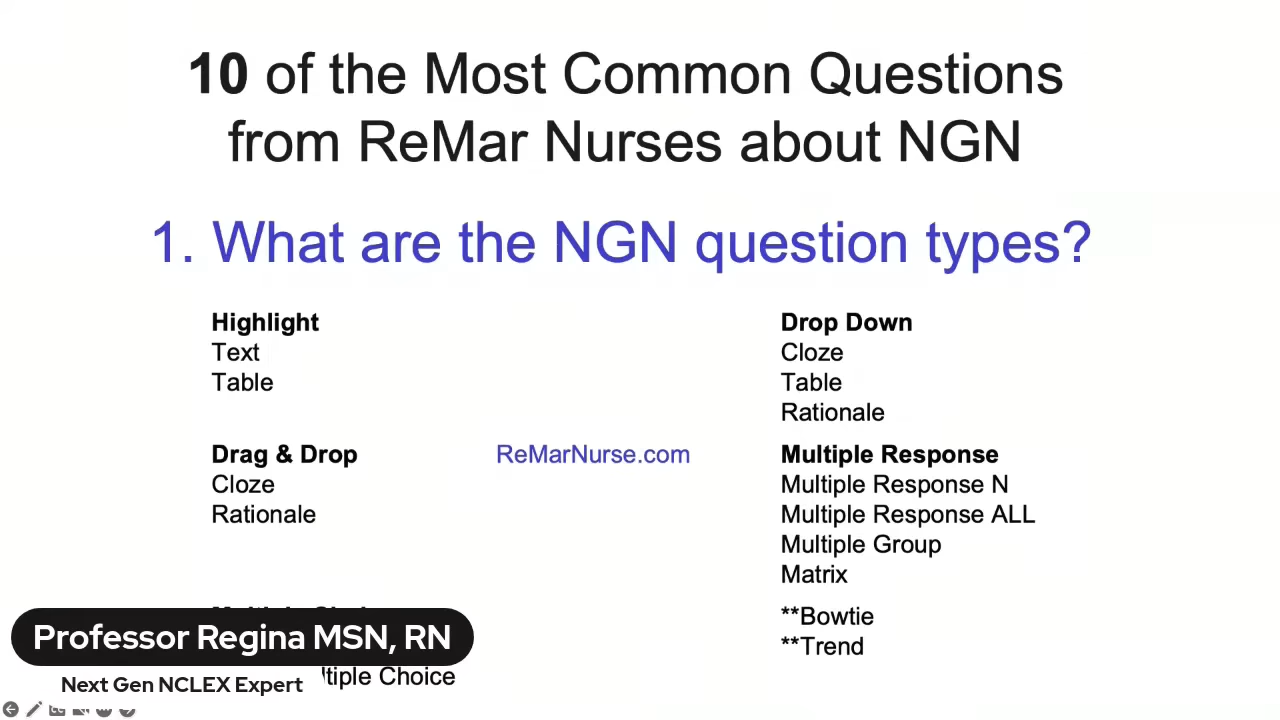 10 of the Most Common Questions
from ReMar Nurses about NGN
1. What are the NGN question types?
Highlight
Text
Table
Drop Down
Cloze
Table
Rationale
Drag & Drop
Cloze
Rationale
ReMarNurse.com
Multiple Response
Multiple Response N
Multiple Response ALL
Multiple Group
Matrix
**Bowtie
**Trend
Professor Regina MSN, RN
Choice
Next Gen NCLEX Expert